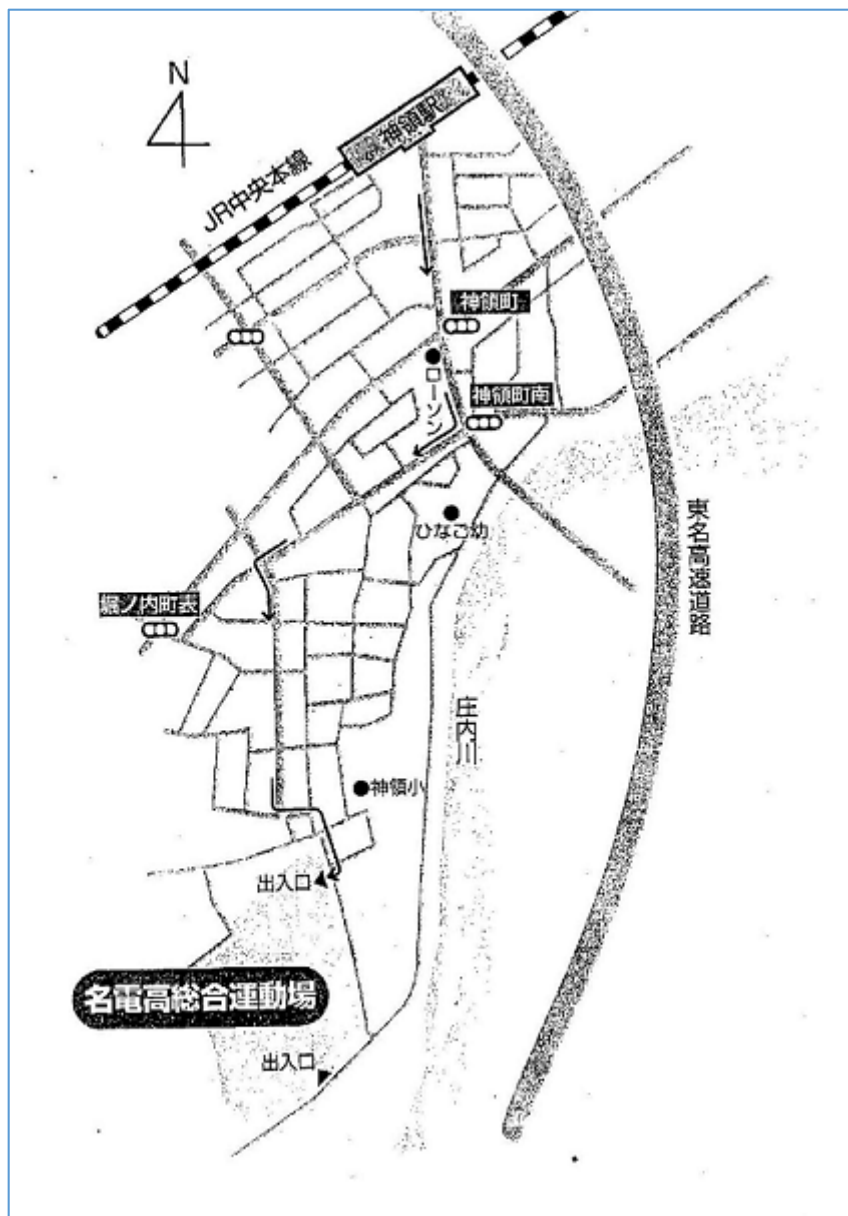 N
神領駅
JR中央本線
神領町
ローソン
神領町南
ひなご幼
東名高速道路
堀ノ内町表
庄内川
神領小
出入口
名電高総合運動場
出入口